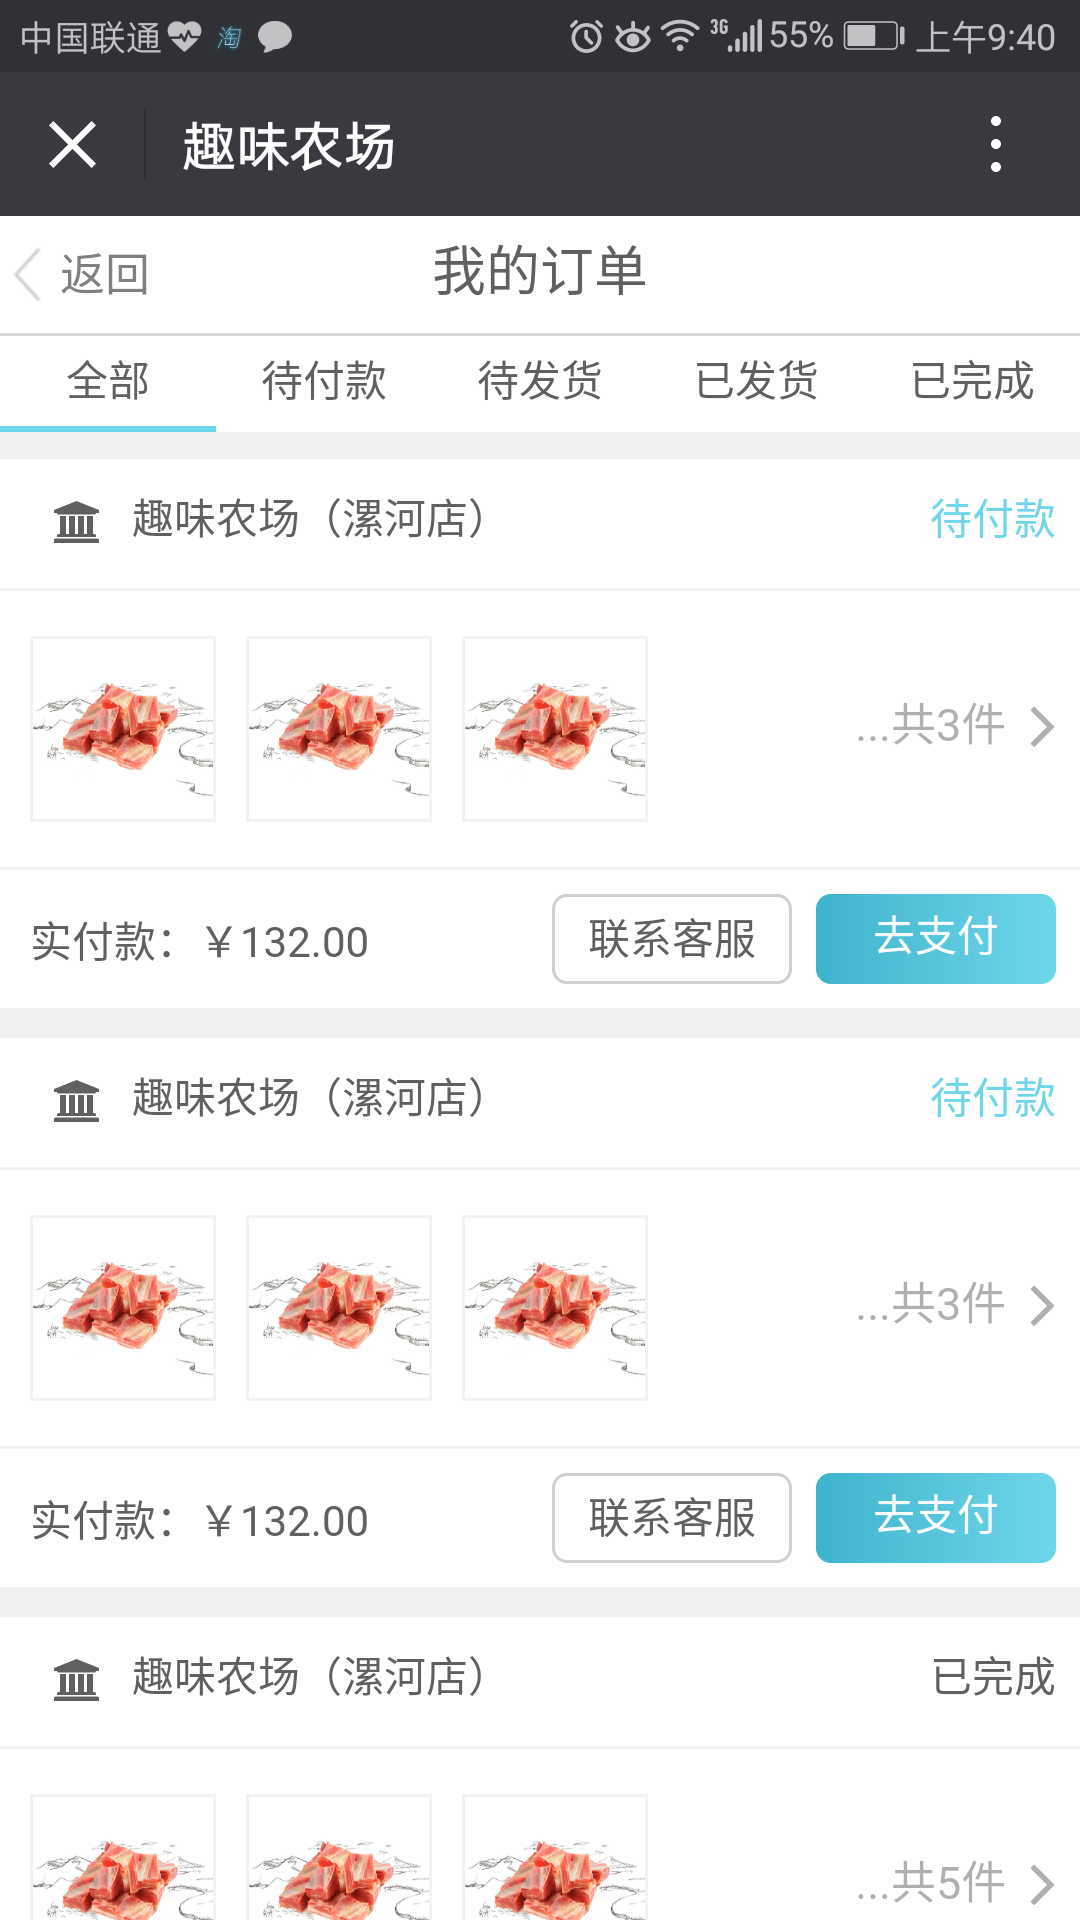 中国联通 淘 3G 55% 上午9:40
趣味农场
返回 我的订单
全部 待付款 待发货 已发货 已完成
趣味农场（漯河店） 待付款
...共3件
实付款：￥132.00 联系客服 去支付
趣味农场（漯河店） 待付款
...共3件
实付款：￥132.00 联系客服 去支付
趣味农场（漯河店） 已完成
...共5件